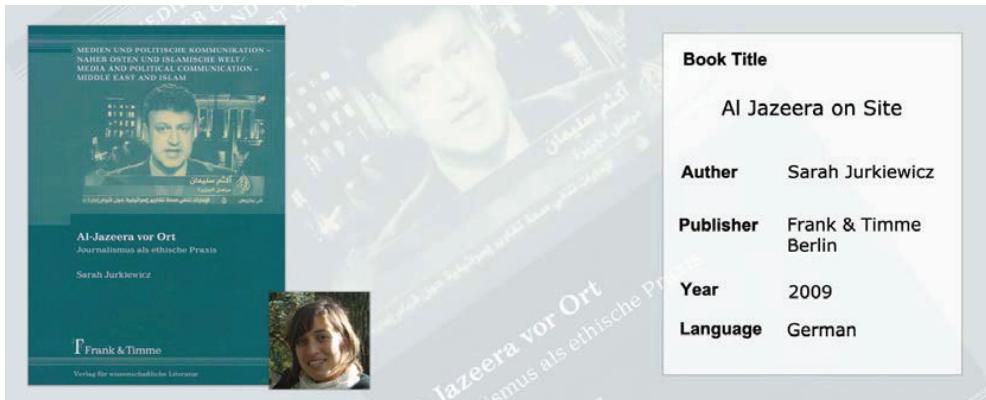 MEDIEN UND POLITISCHE KOMMUNIKATION –
NAHER OSTEN UND ISLAMISCHE WELT/
MEDIA AND POLITICAL COMMUNICATION –
MIDDLE EAST AND ISLAM
أكثم سليمان
مراسل الجزيرة
Al-Jazeera vor Ort
Journalismus als ethische Praxis
Sarah Jurkiewicz
Frank & Timme
Verlag für wissenschaftliche Literatur
Jazeera vor Ort
als ethische
Book Title
Al Jazeera on Site
Auther Sarah Jurkiewicz
Publisher Frank & Timme
Berlin
Year 2009
Language German